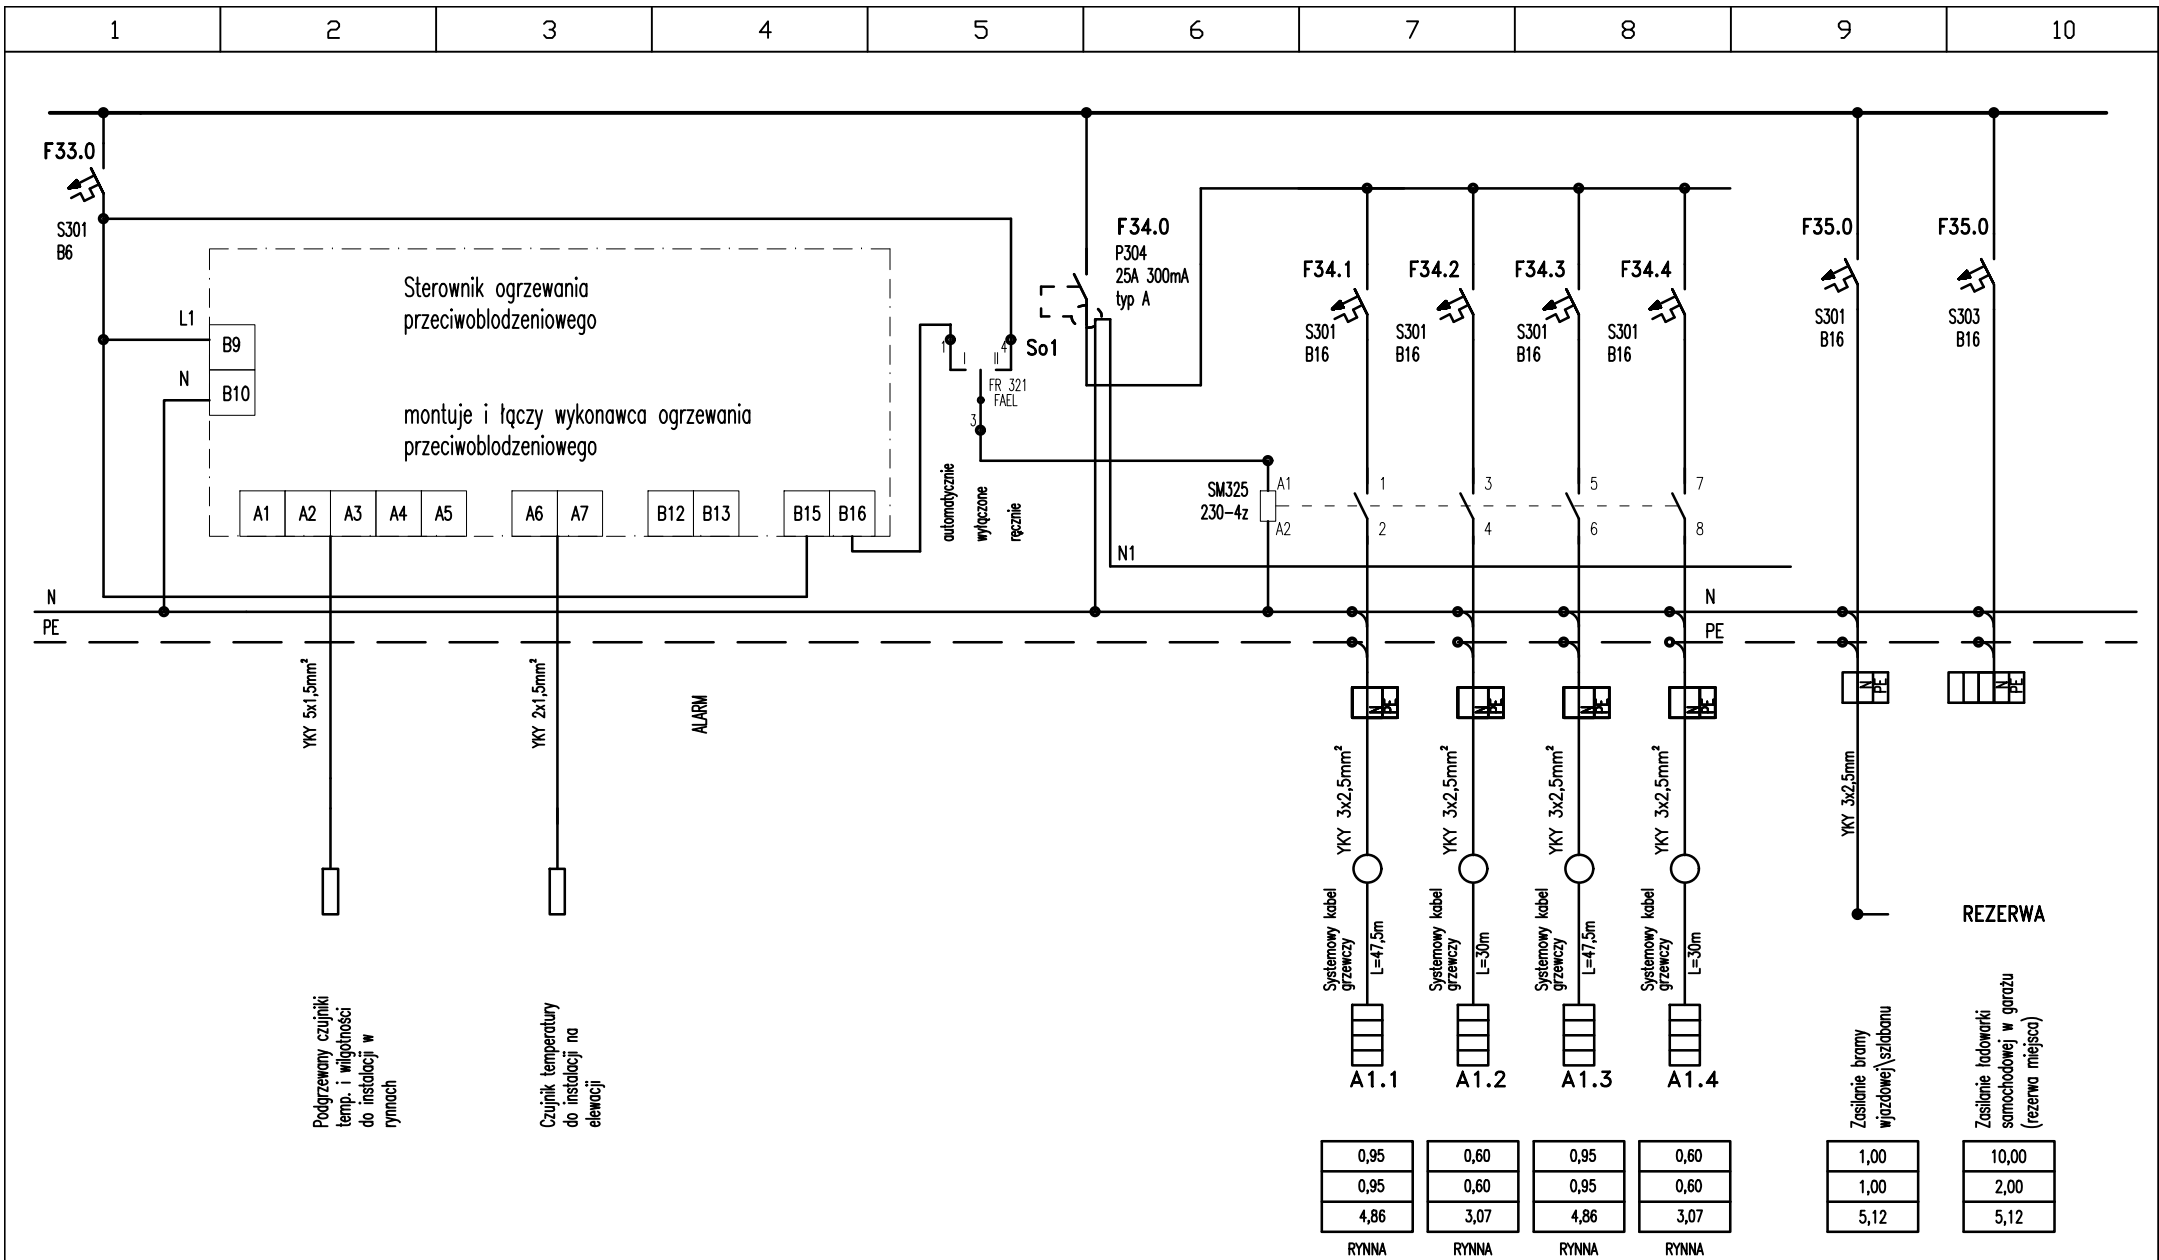 1 2 3 4 5 6 7 8 9 10
F33.0
S301
B6
L1
N
B9
B10
Sterownik ogrzewania
przeciwoblodzeniowego
montuje i łączy wykonawca ogrzewania
przeciwoblodzeniowego
A1 A2 A3 A4 A5
A6 A7
B12 B13
B15 B16
1
I
II
4
So1
FR 321
FAEL
3
automatycznie
wyłączone
ręcznie
F34.0
P304
25A 300mA
typ A
SM325
230-4z
A1
A2
N1
F34.1
S301
B16
F34.2
S301
B16
F34.3
S301
B16
F34.4
S301
B16
F35.0
S301
B16
F35.0
S303
B16
1
2
3
4
5
6
7
8
N
PE
N
PE
YKY 5x1,5mm²
YKY 2x1,5mm²
ALARM
N
PE
N
PE
N
PE
N
PE
N
PE
N
PE
YKY 3x2,5mm²
YKY 3x2,5mm²
YKY 3x2,5mm²
YKY 3x2,5mm²
YKY 3x2,5mm
Systemowy kabel
grzewczy
L=47,5m
Systemowy kabel
grzewczy
L=30m
Systemowy kabel
grzewczy
L=47,5m
Systemowy kabel
grzewczy
L=30m
REZERWA
Podgrzewany czujniki
temp. i wilgotności
do instalacji w
rynnach
Czujnik temperatury
do instalacji na
elewacji
A1.1
A1.2
A1.3
A1.4
Zasilanie bramy
wjazdowej\szlabanu
Zasilanie ładowarki
samochodowej w garażu
(rezerwa miejsca)
0,95 0,60 0,95 0,60 1,00 10,00
0,95 0,60 0,95 0,60 1,00 2,00
4,86 3,07 4,86 3,07 5,12 5,12
RYNNA RYNNA RYNNA RYNNA